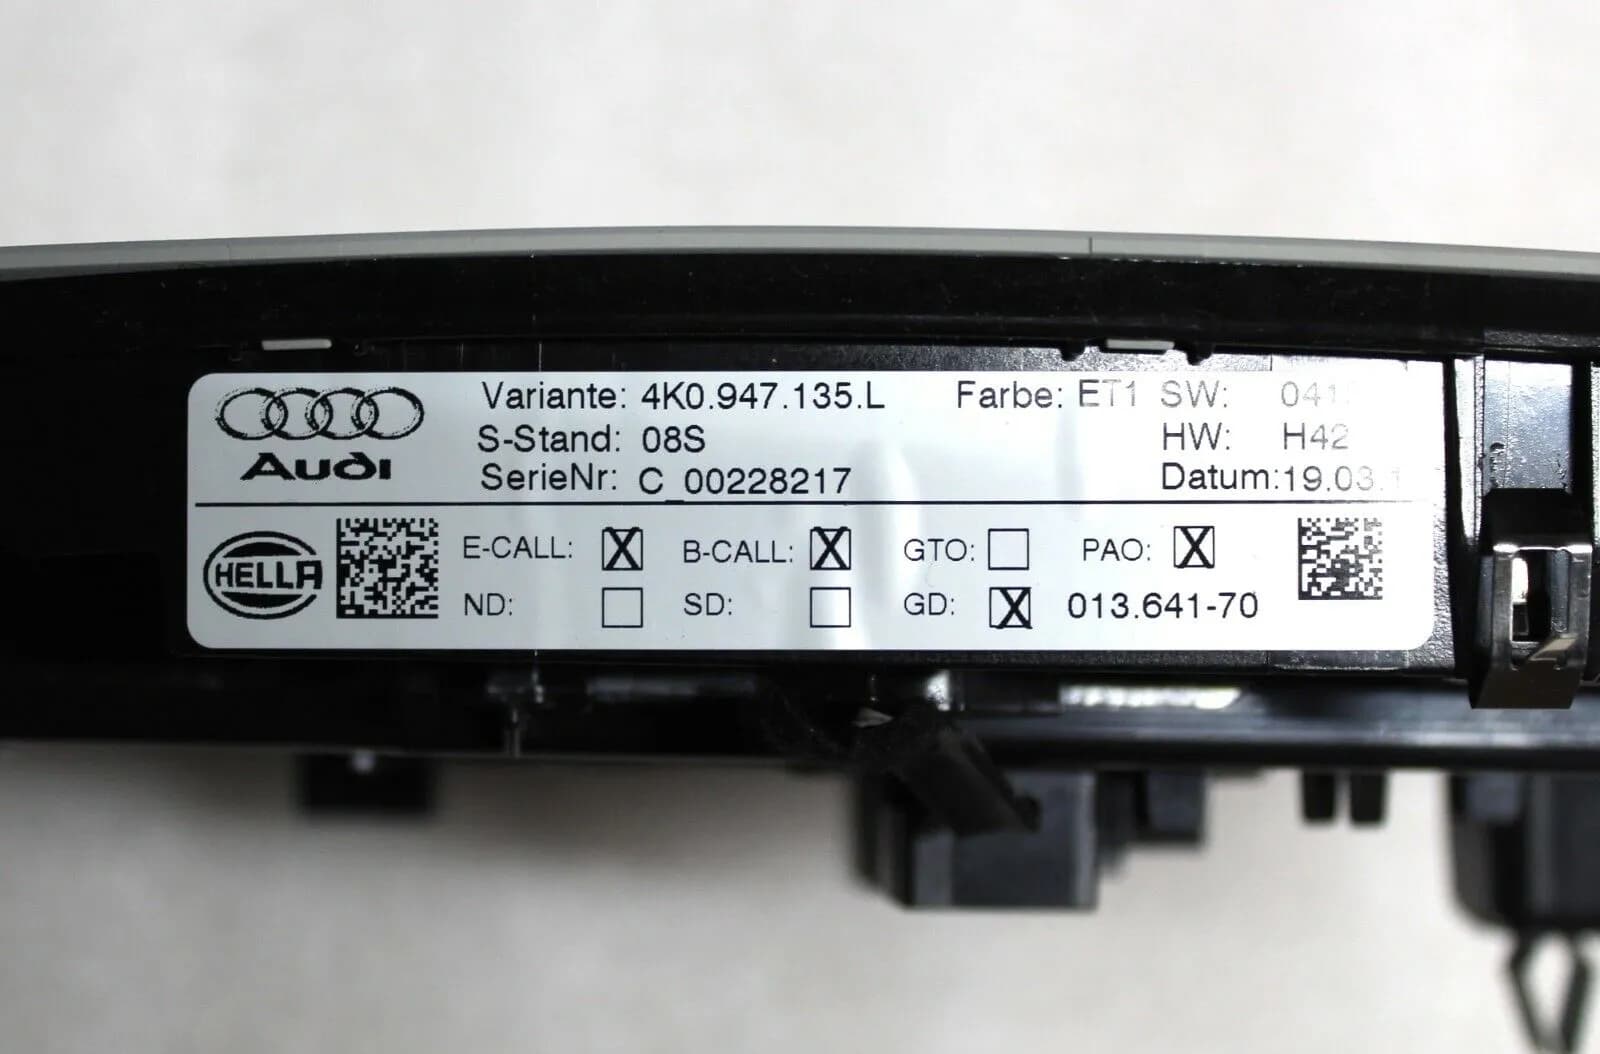 Variante: 4K0.947.135.L Farbe: ET1 SW:
Audi S-Stand: 08S HW: H42
SerieNr: C_00228217 Datum:19.03.
HELLA E-CALL: X B-CALL: X GTO: PAO: X
ND: SD: GD: X 013.641-70